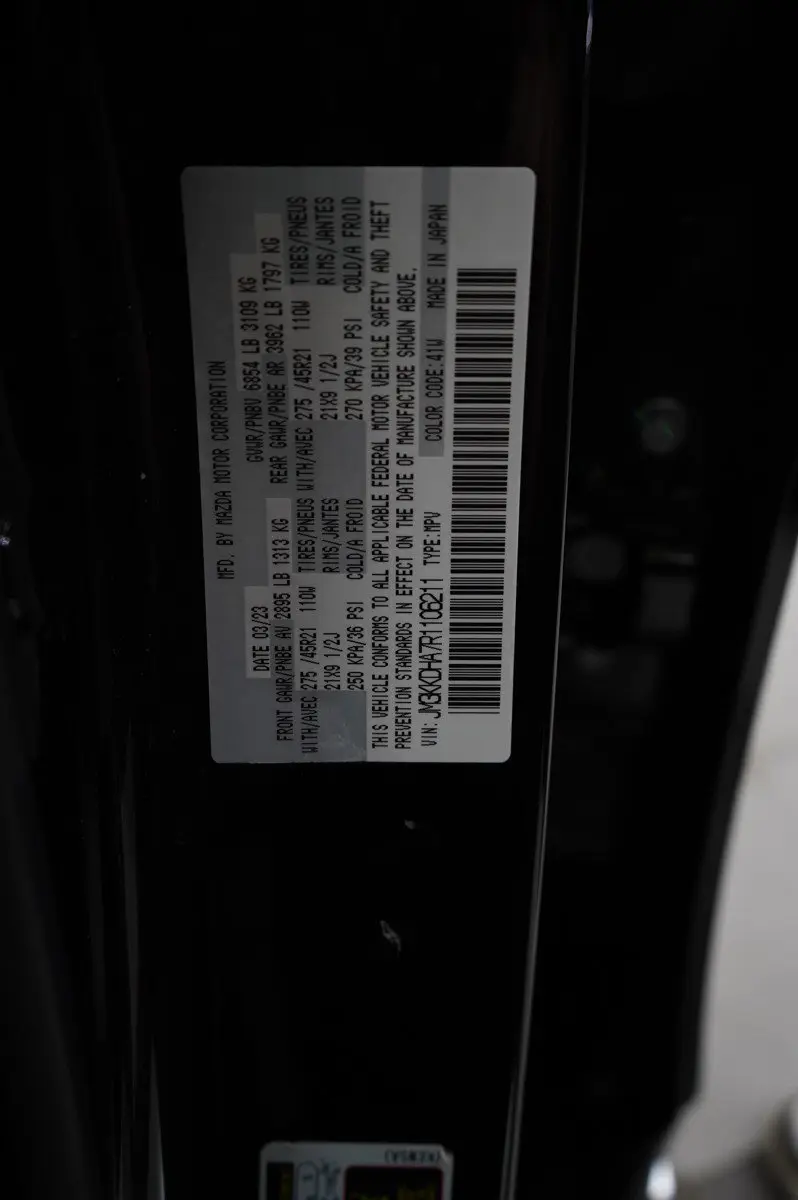 MFD. BY MAZDA MOTOR CORPORATION
DATE 03/23 GVWR/PNBV 6854 LB 3109 KG
FRONT GAWR/PNBE AV 2895 LB 1313 KG REAR GAWR/PNBE AR 3962 LB 1797 KG
WITH/AVEC 275 /45R21 110W TIRES/PNEUS WITH/AVEC 275 /45R21 110W TIRES/PNEUS
21X9 1/2J RIMS/JANTES 21X9 1/2J RIMS/JANTES
250 KPA/36 PSI COLD/A FROID 270 KPA/39 PSI COLD/A FROID
THIS VEHICLE CONFORMS TO ALL APPLICABLE FEDERAL MOTOR VEHICLE SAFETY AND THEFT
PREVENTION STANDARDS IN EFFECT ON THE DATE OF MANUFACTURE SHOWN ABOVE.
VIN: JM3KKDHA7R1106211 TYPE:MPV COLOR CODE:41W MADE IN JAPAN